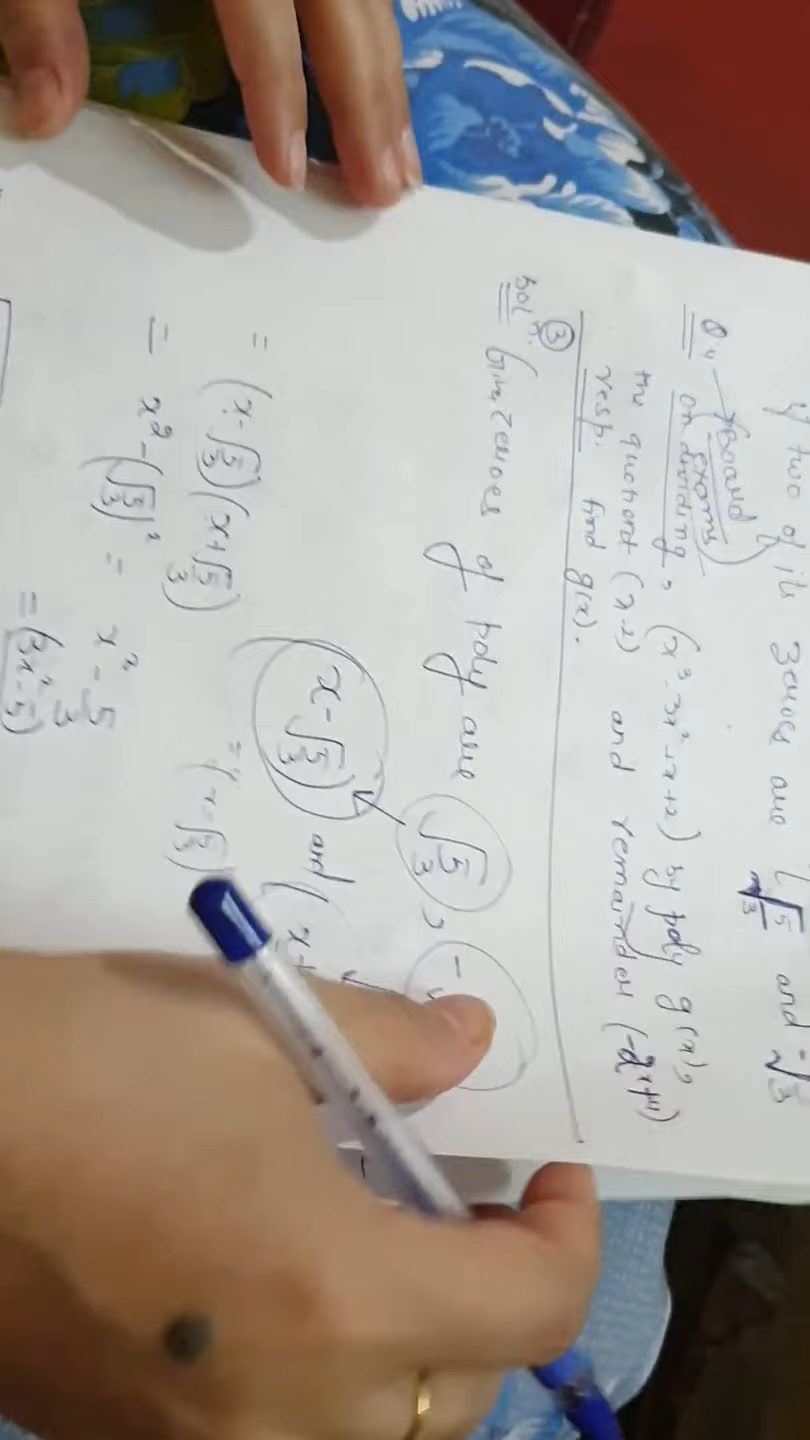 if two of its zeroes are √5/3 and -√5/3
Q4 → (Board exams)
on dividing (x³-3x²+x+2) by poly g(x),
the quotient (x-2) and remainder (-2x+4)
resp. find g(x).
Solⁿ. ③ Given zeroes of poly are √5/3 , -
(x-√5/3) and (x+
= (x-√5/3)
= (x-√5/3)(x+√5/3)
= x²-(√5/3)² = x²-5/3
= (3x²-5)